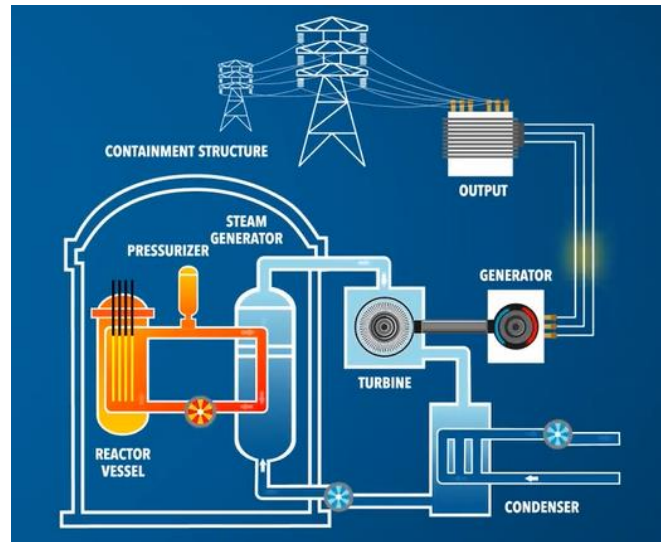 CONTAINMENT STRUCTURE
OUTPUT
STEAM
GENERATOR
PRESSURIZER
GENERATOR
TURBINE
REACTOR
VESSEL
CONDENSER